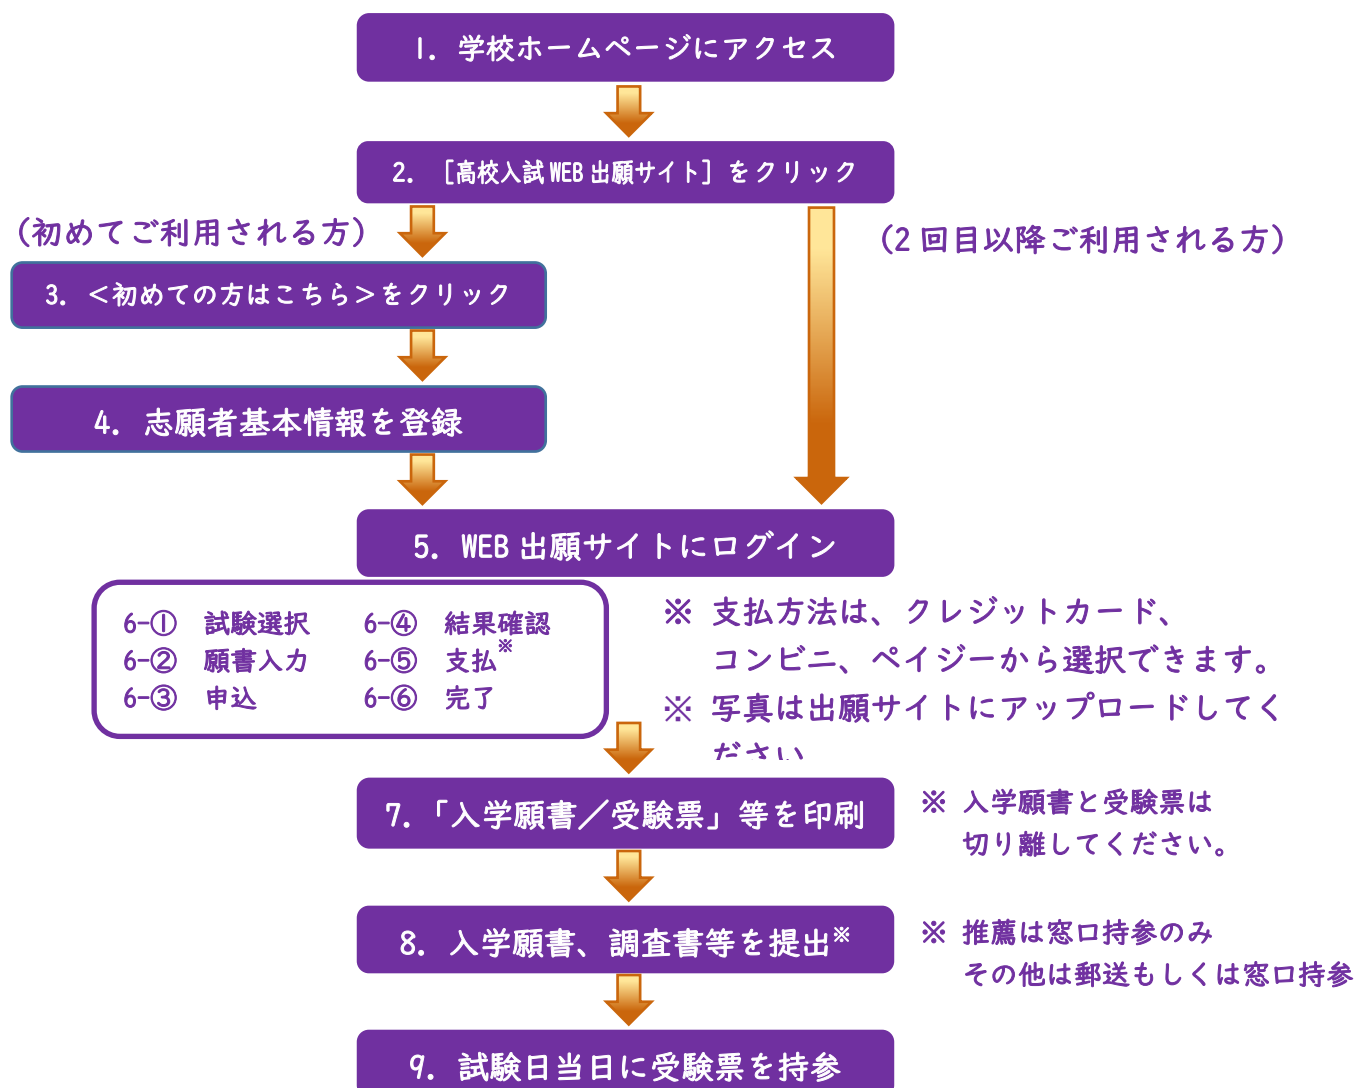 1. 学校ホームページにアクセス
2. ［高校入試WEB出願サイト］をクリック
（初めてご利用される方）
（2回目以降ご利用される方）
3. ＜初めての方はこちら＞をクリック
4. 志願者基本情報を登録
5. WEB出願サイトにログイン
6-① 試験選択
6-② 願書入力
6-③ 申込
6-④ 結果確認
6-⑤ 支払※
6-⑥ 完了
※ 支払方法は、クレジットカード、
コンビニ、ペイジーから選択できます。
※ 写真は出願サイトにアップロードしてく
ださい
7.「入学願書／受験票」等を印刷
※ 入学願書と受験票は
切り離してください。
8. 入学願書、調査書等を提出※
※ 推薦は窓口持参のみ
その他は郵送もしくは窓口持参
9. 試験日当日に受験票を持参